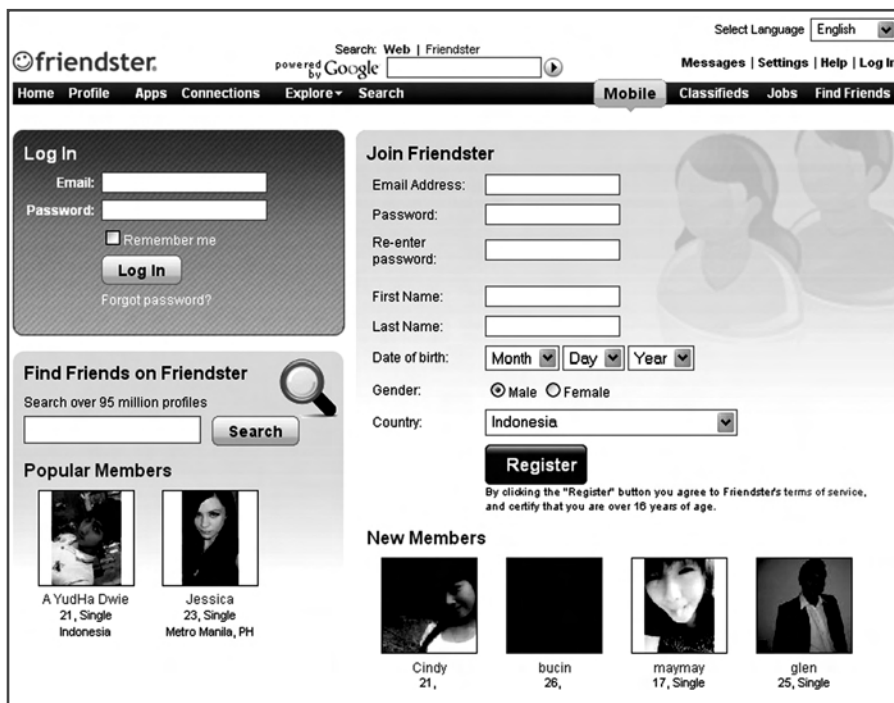 Select Language English
friendster.
Search: Web | Friendster
powered by Google
Messages | Settings | Help | Log In
Home Profile Apps Connections Explore Search Mobile Classifieds Jobs Find Friends
Log In
Email:
Password:
Remember me
Log In
Forgot password?
Find Friends on Friendster
Search over 95 million profiles
Search
Popular Members
A YudHa Dwie
21, Single
Indonesia
Jessica
23, Single
Metro Manila, PH
Join Friendster
Email Address:
Password:
Re-enter
password:
First Name:
Last Name:
Date of birth: Month Day Year
Gender: Male Female
Country: Indonesia
Register
By clicking the "Register" button you agree to Friendster's terms of service,
and certify that you are over 16 years of age.
New Members
Cindy
21,
bucin
26,
maymay
17, Single
glen
25, Single